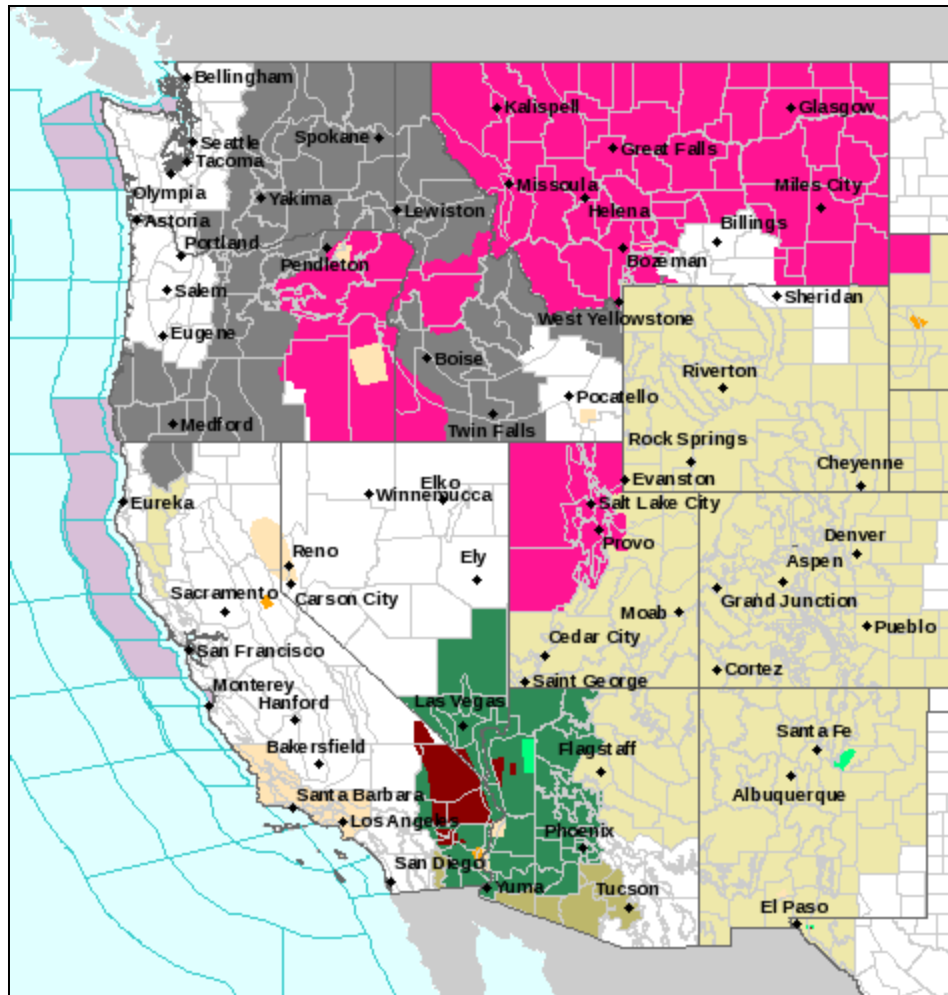 Bellingham
Kalispell
Glasgow
Spokane
Seattle
Great Falls
Tacoma
Missoula
Miles City
Olympia
Yakima
Lewiston
Helena
Astoria
Billings
Portland
Pendleton
Bozeman
Salem
Sheridan
West Yellowstone
Eugene
Boise
Riverton
Pocatello
Medford
Twin Falls
Rock Springs
Cheyenne
Elko
Evanston
Eureka
Winnemucca
Salt Lake City
Denver
Provo
Reno
Ely
Aspen
Sacramento
Carson City
Grand Junction
Moab
Pueblo
Cedar City
San Francisco
Cortez
Saint George
Monterey
Hanford
Las Vegas
Santa Fe
Bakersfield
Flagstaff
Albuquerque
Santa Barbara
Los Angeles
Phoenix
San Diego
Yuma
Tucson
El Paso